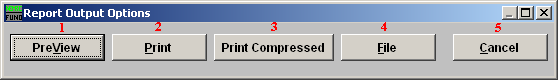 Report Output Options
1 2 3 4 5
PreView Print Print Compressed File Cancel